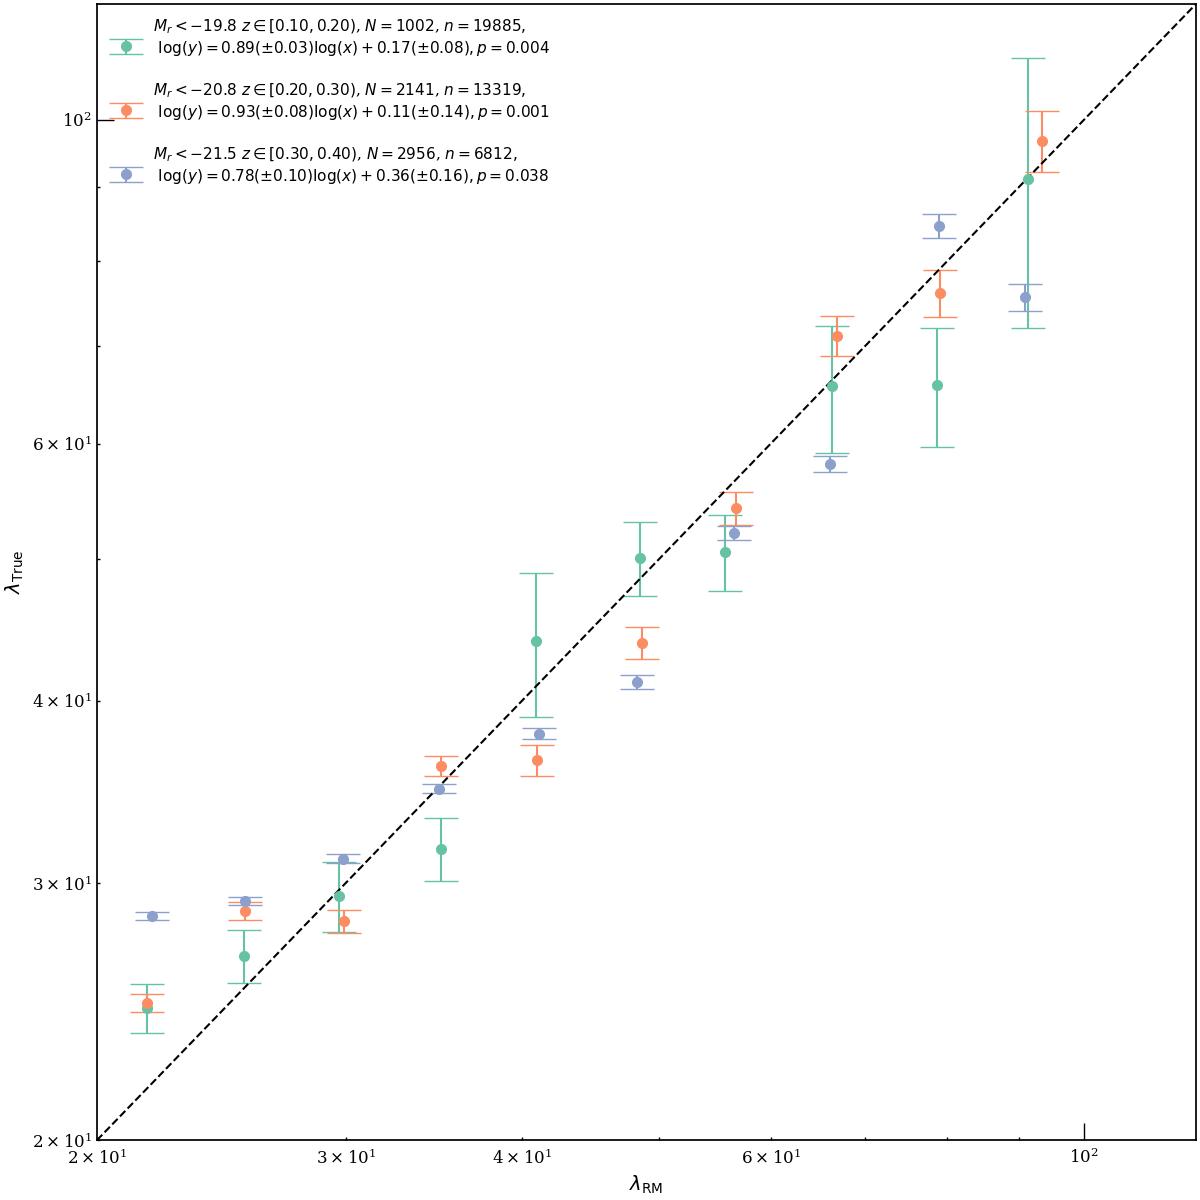 M_r < −19.8 z ∈ [0.10, 0.20), N = 1002, n = 19885,
log(y) = 0.89(±0.03)log(x) + 0.17(±0.08), p = 0.004
M_r < −20.8 z ∈ [0.20, 0.30), N = 2141, n = 13319,
log(y) = 0.93(±0.08)log(x) + 0.11(±0.14), p = 0.001
M_r < −21.5 z ∈ [0.30, 0.40), N = 2956, n = 6812,
log(y) = 0.78(±0.10)log(x) + 0.36(±0.16), p = 0.038
10²
6 × 10¹
4 × 10¹
3 × 10¹
2 × 10¹
λ_True
2 × 10¹ 3 × 10¹ 4 × 10¹ 6 × 10¹ 10²
λ_RM